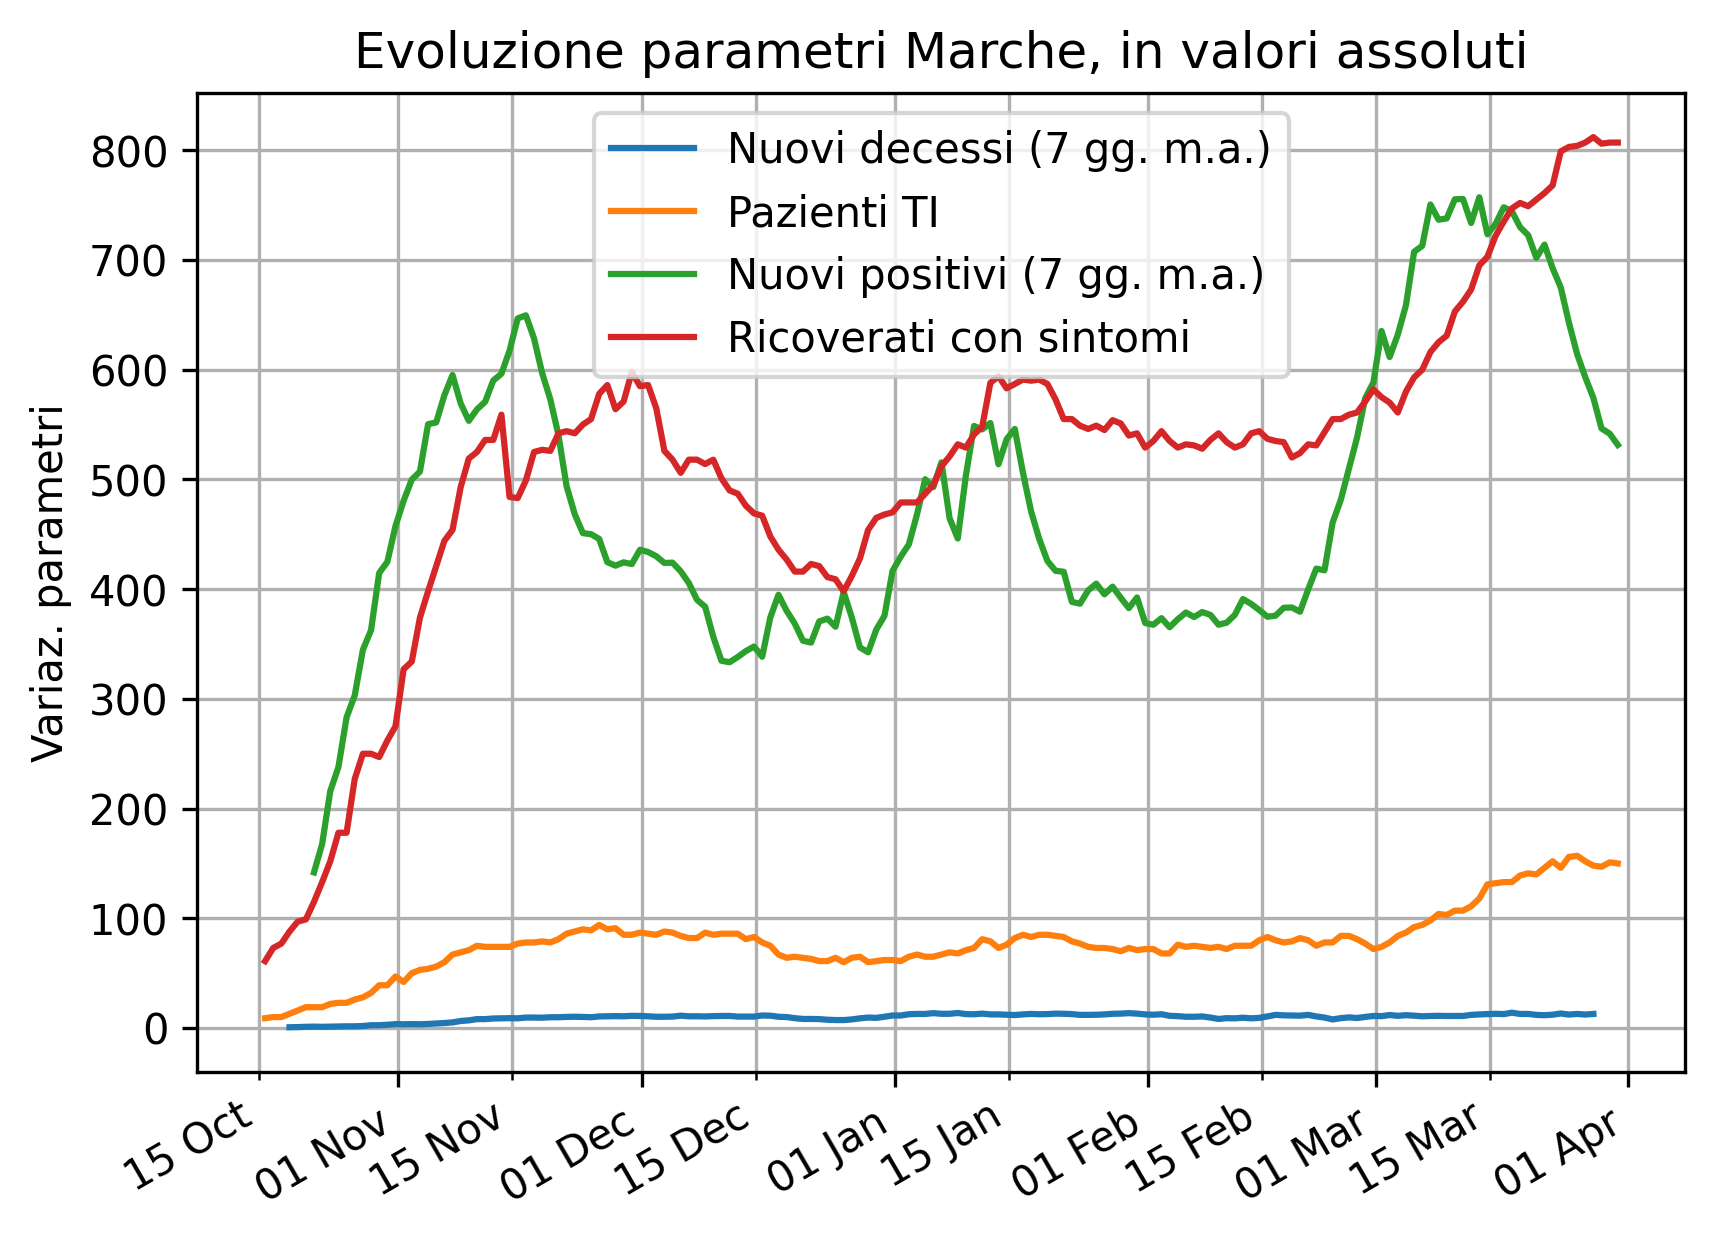 Evoluzione parametri Marche, in valori assoluti
Nuovi decessi (7 gg. m.a.)
Pazienti TI
Nuovi positivi (7 gg. m.a.)
Ricoverati con sintomi
Variaz. parametri
800
700
600
500
400
300
200
100
0
15 Oct
01 Nov
15 Nov
01 Dec
15 Dec
01 Jan
15 Jan
01 Feb
15 Feb
01 Mar
15 Mar
01 Apr